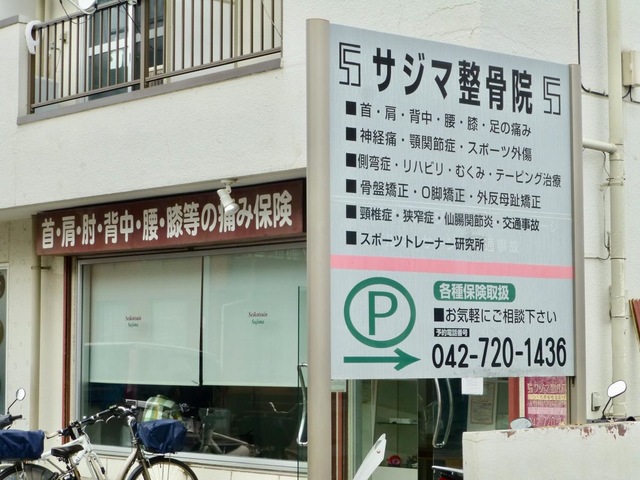 サジマ整骨院
■首・肩・背中・腰・膝・足の痛み
■神経痛・顎関節症・スポーツ外傷
■側弯症・リハビリ・むくみ・テーピング治療
■骨盤矯正・O脚矯正・外反母趾矯正
■頸椎症・狭窄症・仙腸関節炎・交通事故
■スポーツトレーナー研究所
P
各種保険取扱
■お気軽にご相談下さい
予約電話番号
042-720-1436
首・肩・肘・背中・腰・膝等の痛み保険
Seikotsuin
Sajima
Seikotsuin
Sajima